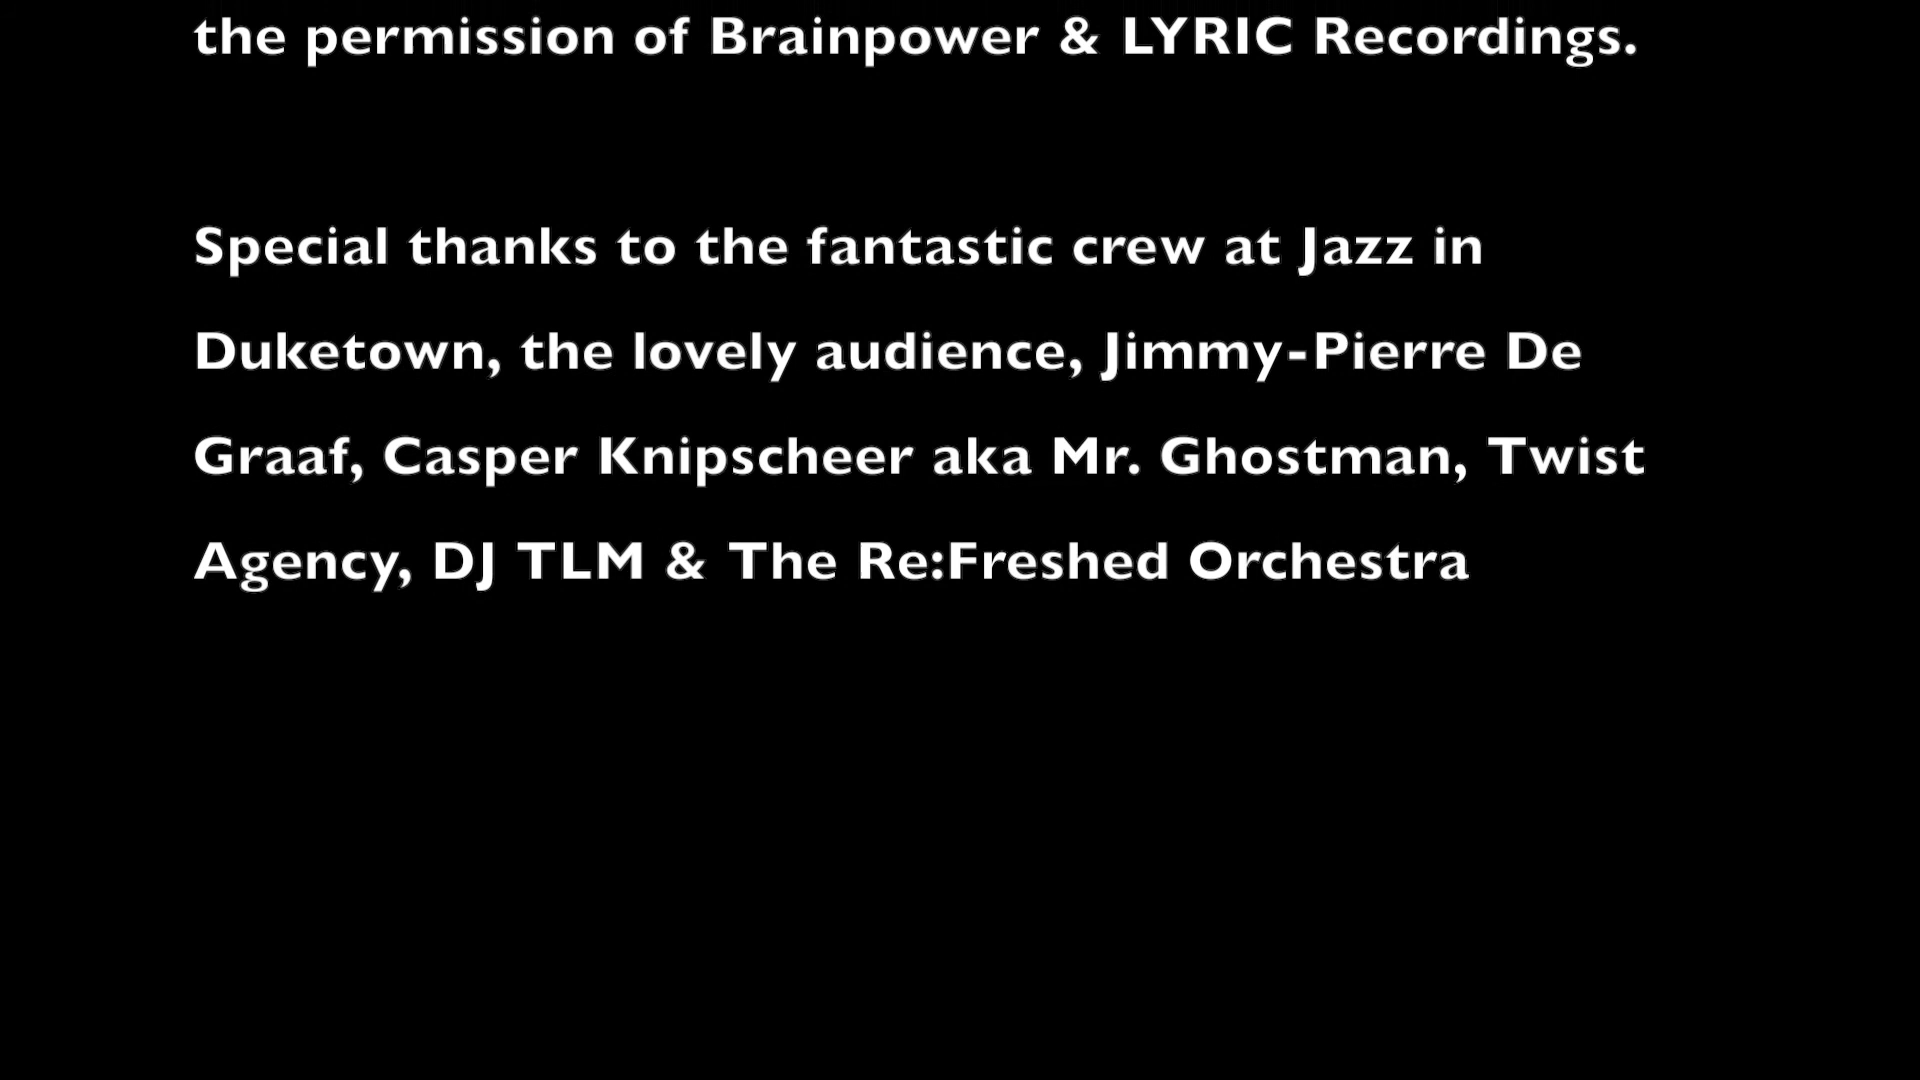 the permission of Brainpower & LYRIC Recordings.
Special thanks to the fantastic crew at Jazz in
Duketown, the lovely audience, Jimmy-Pierre De
Graaf, Casper Knipscheer aka Mr. Ghostman, Twist
Agency, DJ TLM & The Re:Freshed Orchestra